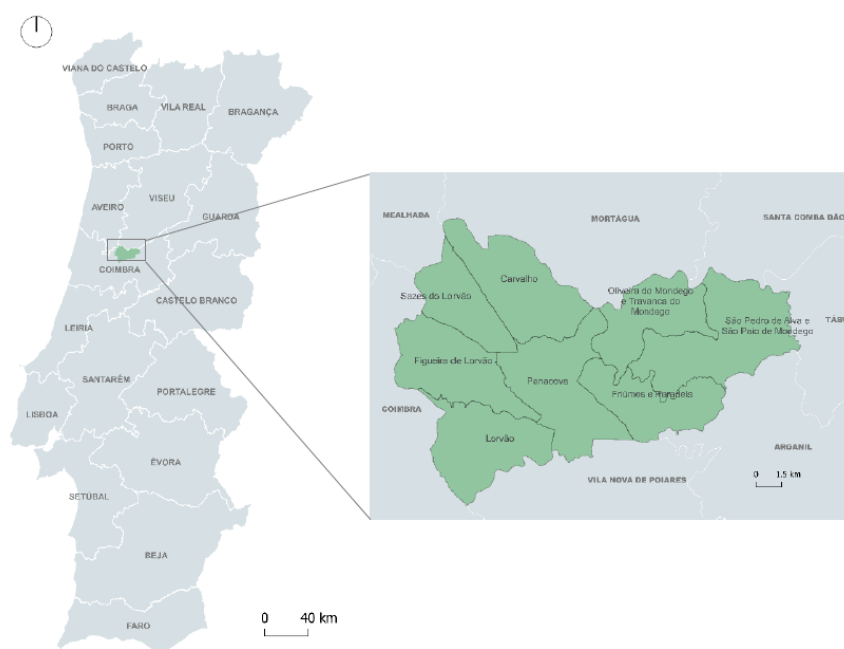 VIANA DO CASTELO
BRAGA
VILA REAL
BRAGANÇA
PORTO
AVEIRO
VISEU
GUARDA
COIMBRA
CASTELO BRANCO
LEIRIA
SANTARÉM
PORTALEGRE
LISBOA
ÉVORA
SETÚBAL
BEJA
FARO
0 40 km
MEALHADA
MORTÁGUA
SANTA COMBA DÃO
Carvalho
Sazes do Lorvão
Oliveira do Mondego
e Travanca do
Mondego
São Pedro de Alva e
São Paio de Mondego
TÁBU
Figueira de Lorvão
Penacova
Friúmes e Paradela
COIMBRA
Lorvão
ARGANIL
VILA NOVA DE POIARES
0 1.5 km